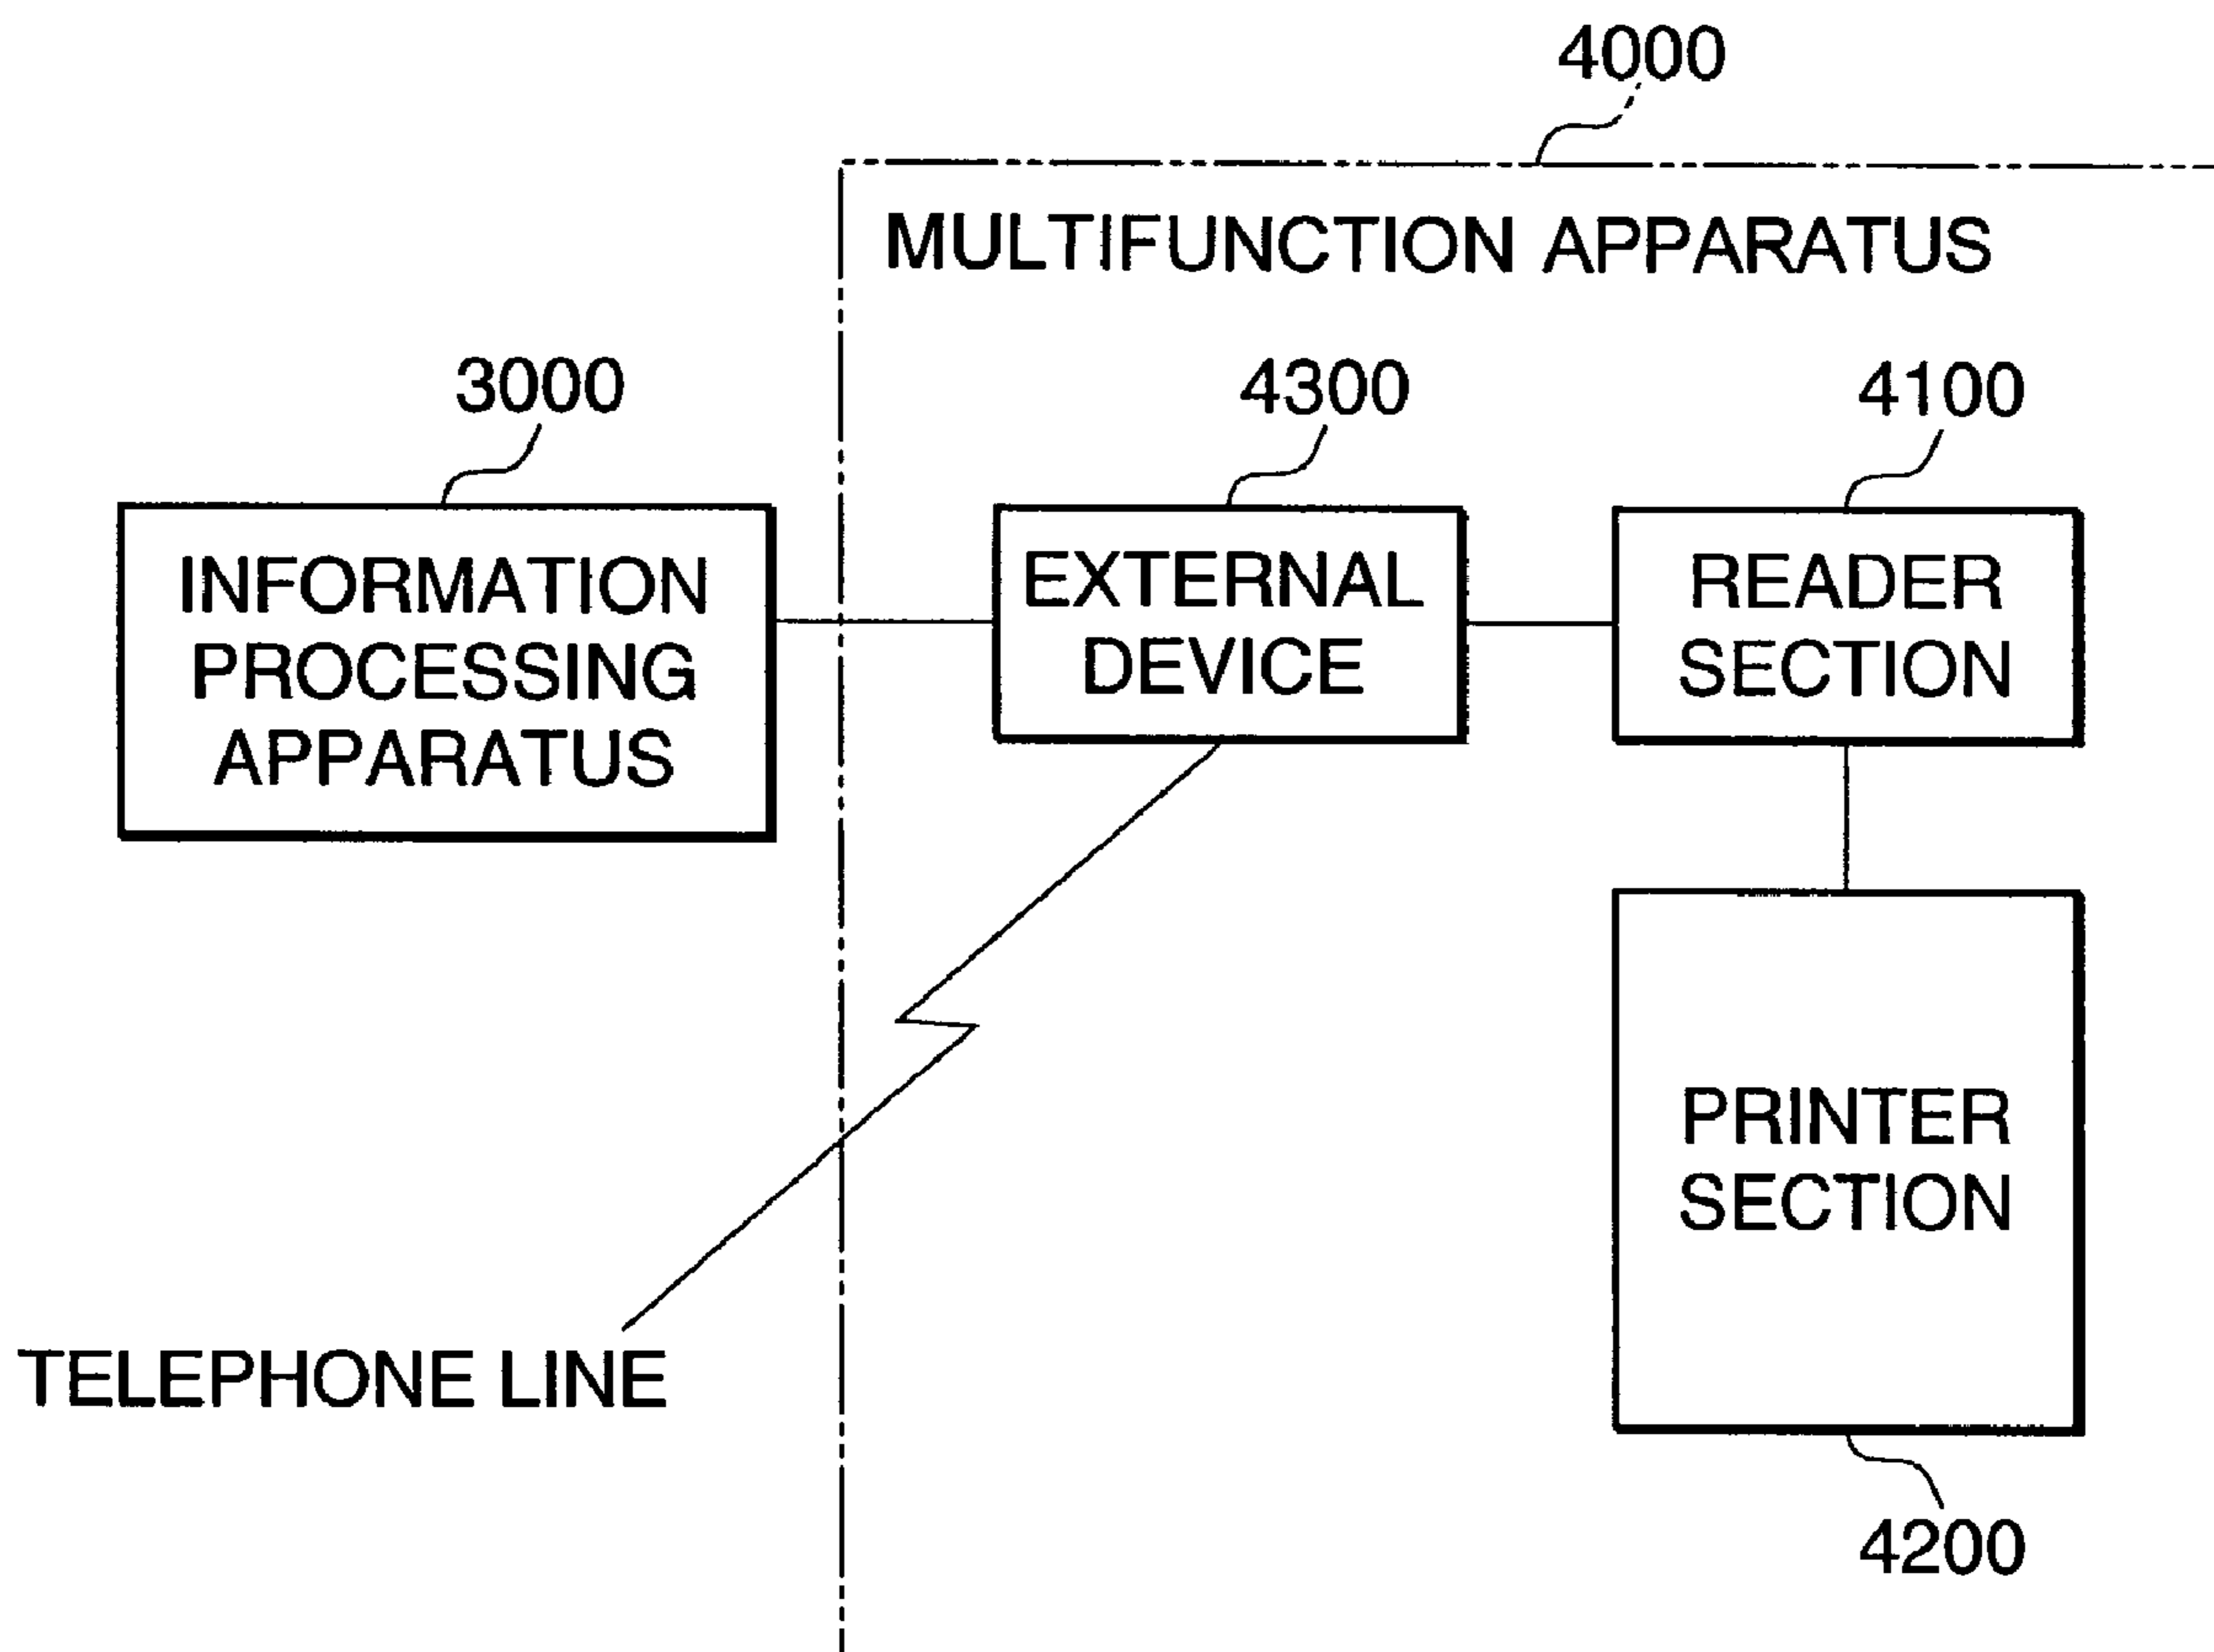 4000
MULTIFUNCTION APPARATUS
3000
4300
4100
INFORMATION
PROCESSING
APPARATUS
EXTERNAL
DEVICE
READER
SECTION
PRINTER
SECTION
TELEPHONE LINE
4200